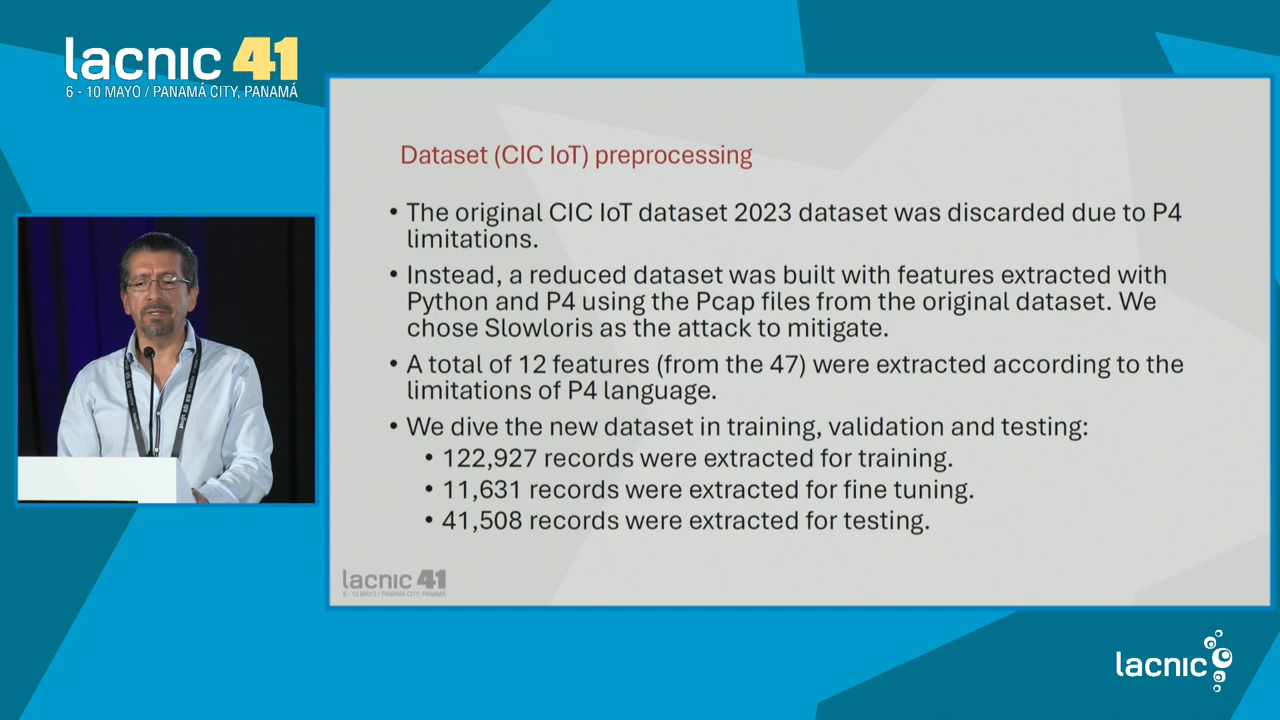 lacnic 41
6 - 10 MAYO / PANAMÁ CITY, PANAMÁ
Dataset (CIC IoT) preprocessing
• The original CIC IoT dataset 2023 dataset was discarded due to P4
limitations.
• Instead, a reduced dataset was built with features extracted with
Python and P4 using the Pcap files from the original dataset. We
chose Slowloris as the attack to mitigate.
• A total of 12 features (from the 47) were extracted according to the
limitations of P4 language.
• We dive the new dataset in training, validation and testing:
• 122,927 records were extracted for training.
• 11,631 records were extracted for fine tuning.
• 41,508 records were extracted for testing.
lacnic 41
6 - 10 MAYO / PANAMÁ CITY, PANAMÁ
lacnic